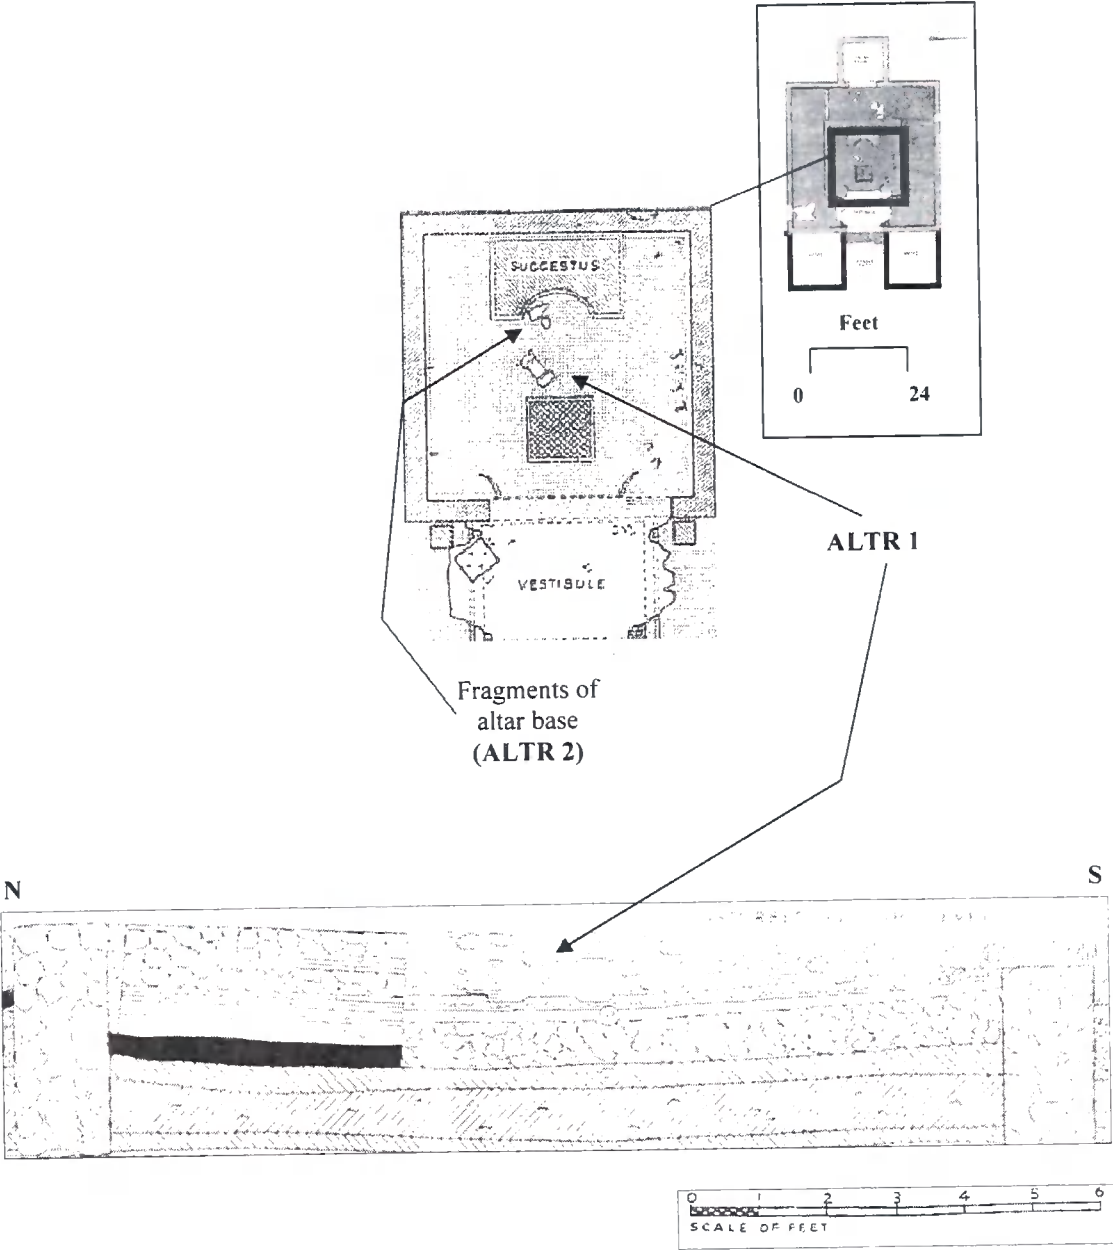 Feet
0 24
SUGGESTUS
ALTR 1
VESTIBULE
Fragments of
altar base
(ALTR 2)
N S
0 1 2 3 4 5 6
SCALE OF FEET